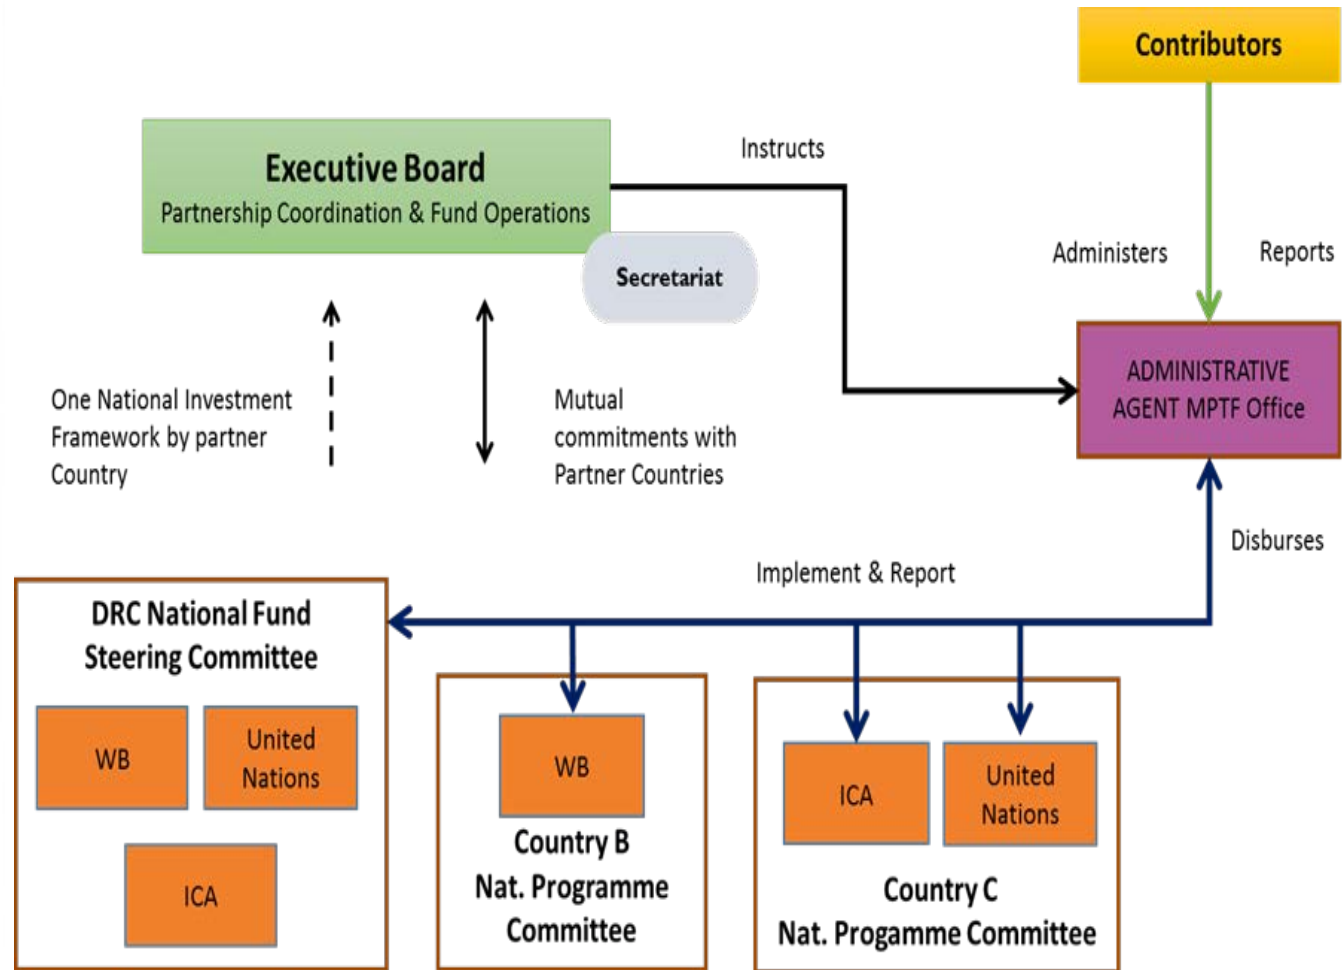 Contributors
Executive Board
Partnership Coordination & Fund Operations
Secretariat
Instructs
Administers
Reports
ADMINISTRATIVE
AGENT MPTF Office
One National Investment
Framework by partner
Country
Mutual
commitments with
Partner Countries
Disburses
Implement & Report
DRC National Fund
Steering Committee
WB
United
Nations
ICA
WB
Country B
Nat. Programme
Committee
ICA
United
Nations
Country C
Nat. Progamme Committee